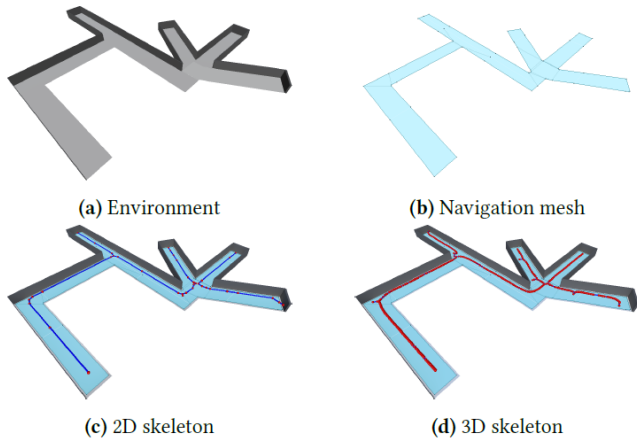 (a) Environment
(b) Navigation mesh
(c) 2D skeleton
(d) 3D skeleton